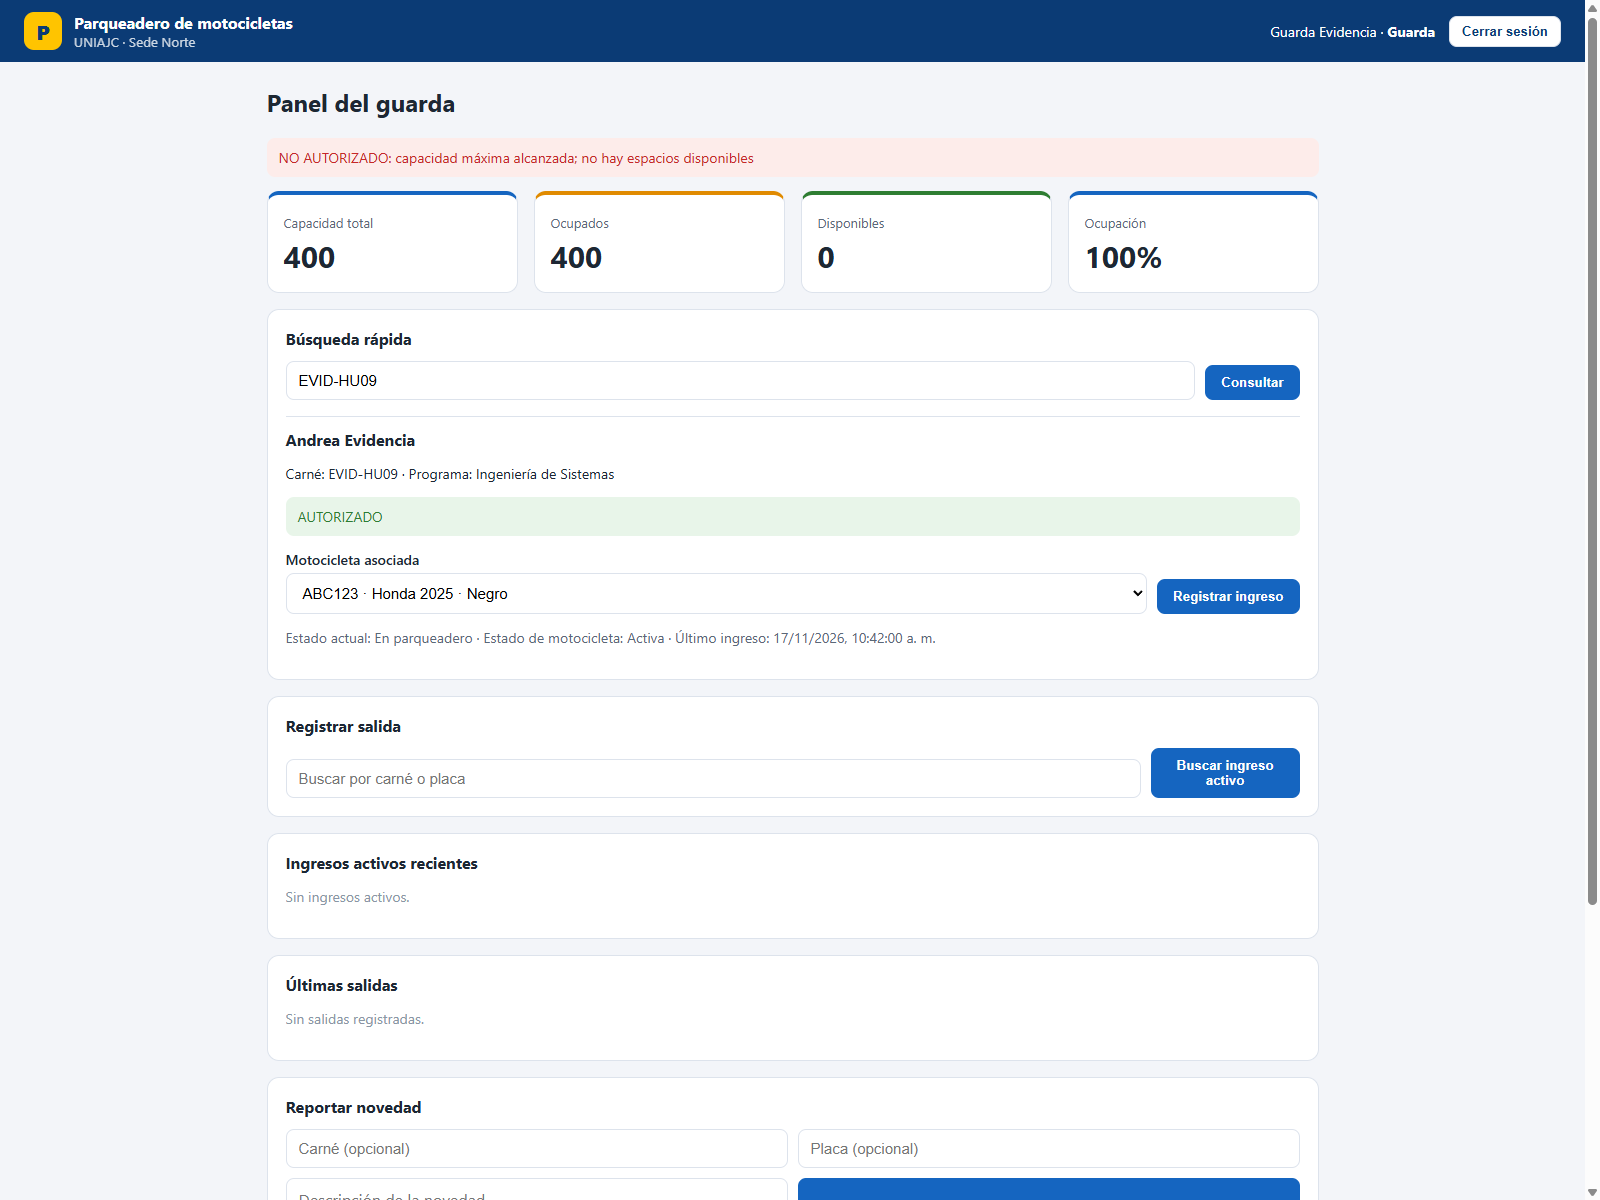 P
Parqueadero de motocicletas
UNIAJC · Sede Norte
Guarda Evidencia · Guarda
Cerrar sesión
Panel del guarda
NO AUTORIZADO: capacidad máxima alcanzada; no hay espacios disponibles
Capacidad total
400
Ocupados
400
Disponibles
0
Ocupación
100%
Búsqueda rápida
EVID-HU09
Consultar
Andrea Evidencia
Carné: EVID-HU09 · Programa: Ingeniería de Sistemas
AUTORIZADO
Motocicleta asociada
ABC123 · Honda 2025 · Negro
Registrar ingreso
Estado actual: En parqueadero · Estado de motocicleta: Activa · Último ingreso: 17/11/2026, 10:42:00 a. m.
Registrar salida
Buscar por carné o placa
Buscar ingreso
activo
Ingresos activos recientes
Sin ingresos activos.
Últimas salidas
Sin salidas registradas.
Reportar novedad
Carné (opcional)
Placa (opcional)
Descripción de la novedad